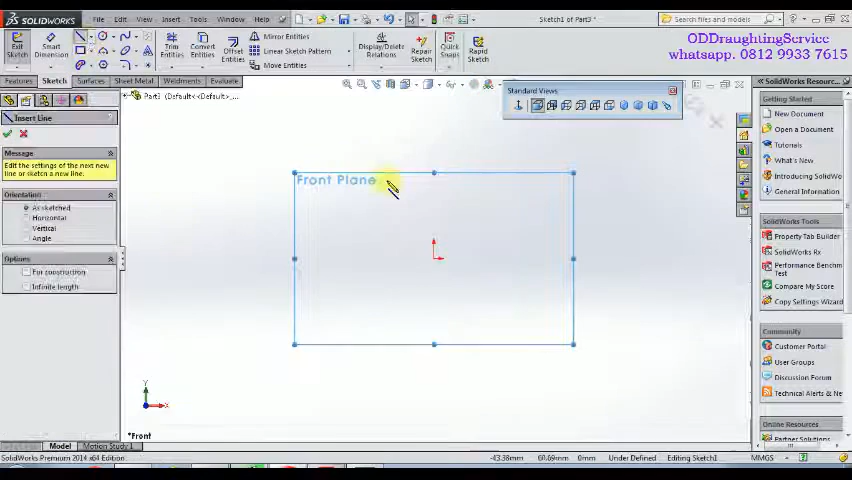 SOLIDWORKS
File Edit View Insert Tools Window Help
Sketch1 of Part3 *
Search files and models
ODDraughtingService
whatsapp. 0812 9933 7615
Exit Sketch
Smart Dimension
Trim Entities
Convert Entities
Offset Entities
Mirror Entities
Linear Sketch Pattern
Move Entities
Display/Delete Relations
Repair Sketch
Quick Snaps
Rapid Sketch
Features Sketch Surfaces Sheet Metal Weldments Evaluate
Standard Views
Part3 (Default<<Default>_...
Insert Line
Message
Edit the settings of the next new line or sketch a new line.
Orientation
As sketched
Horizontal
Vertical
Angle
Options
For construction
Infinite length
Front Plane
Y
X
*Front
SolidWorks Resourc...
Getting Started
New Document
Open a Document
Tutorials
What's New
Introducing SolidWo
General Information
SolidWorks Tools
Property Tab Builder
SolidWorks Rx
Performance Benchm
Test
Compare My Score
Copy Settings Wizard
Community
Customer Portal
User Groups
Discussion Forum
Technical Alerts & Ne
Online Resources
Partner Solutions
Model Motion Study 1
SolidWorks Premium 2014 x64 Edition
-43.38mm 60.69mm 0mm Under Defined Editing Sketch1 MMGS